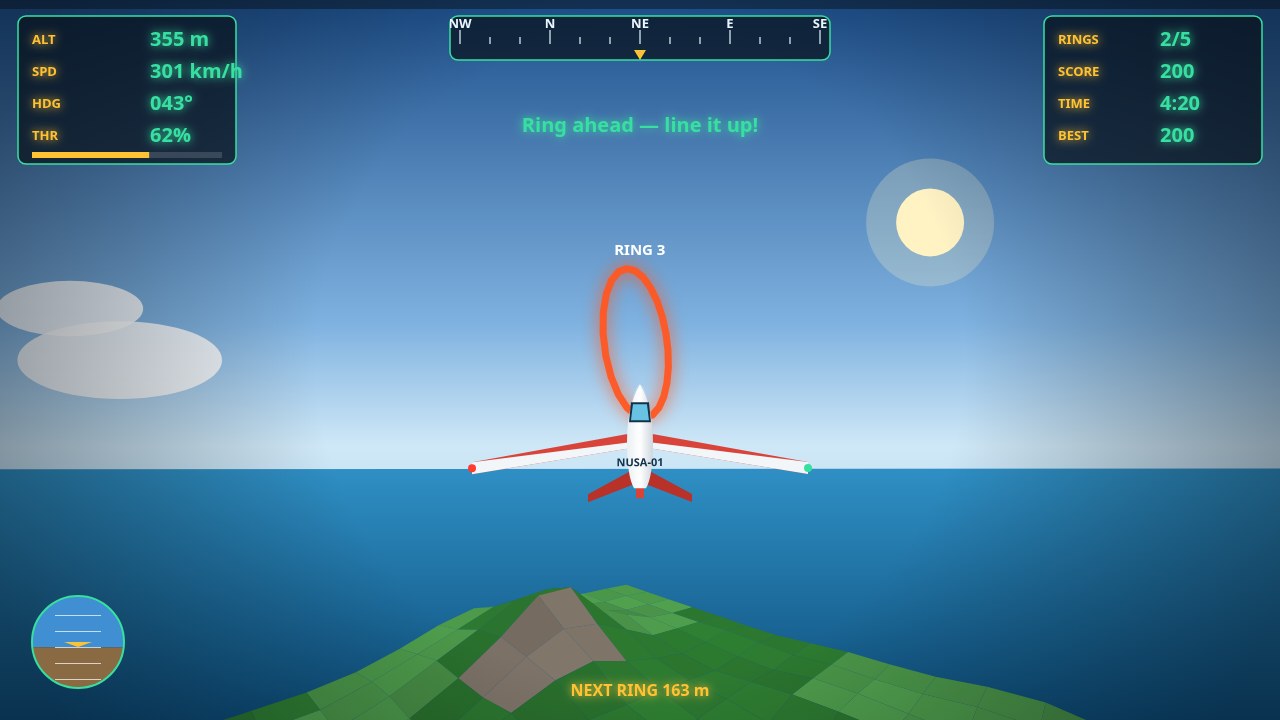 ALT 355 m
SPD 301 km/h
HDG 043°
THR 62%
NW N NE E SE
RINGS 2/5
SCORE 200
TIME 4:20
BEST 200
Ring ahead — line it up!
RING 3
NUSA-01
NEXT RING 163 m